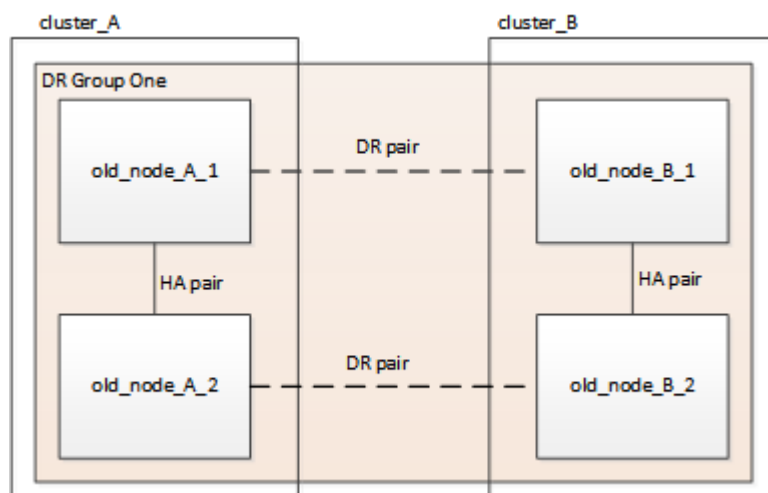 cluster_A
cluster_B
DR Group One
old_node_A_1
DR pair
old_node_B_1
HA pair
HA pair
old_node_A_2
DR pair
old_node_B_2